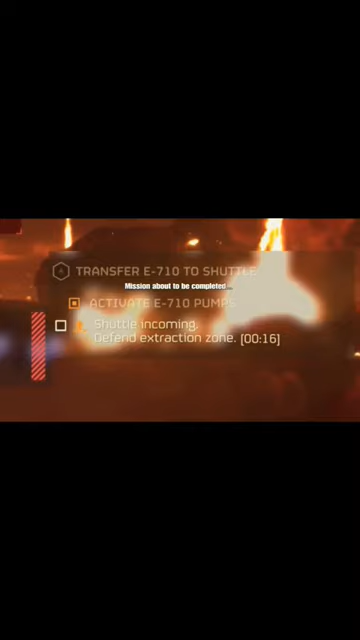 TRANSFER E-710 TO SHUTTLE
Mission about to be completed ...
ACTIVATE E-710 PUMPS
Shuttle incoming.
Defend extraction zone. [00:16]